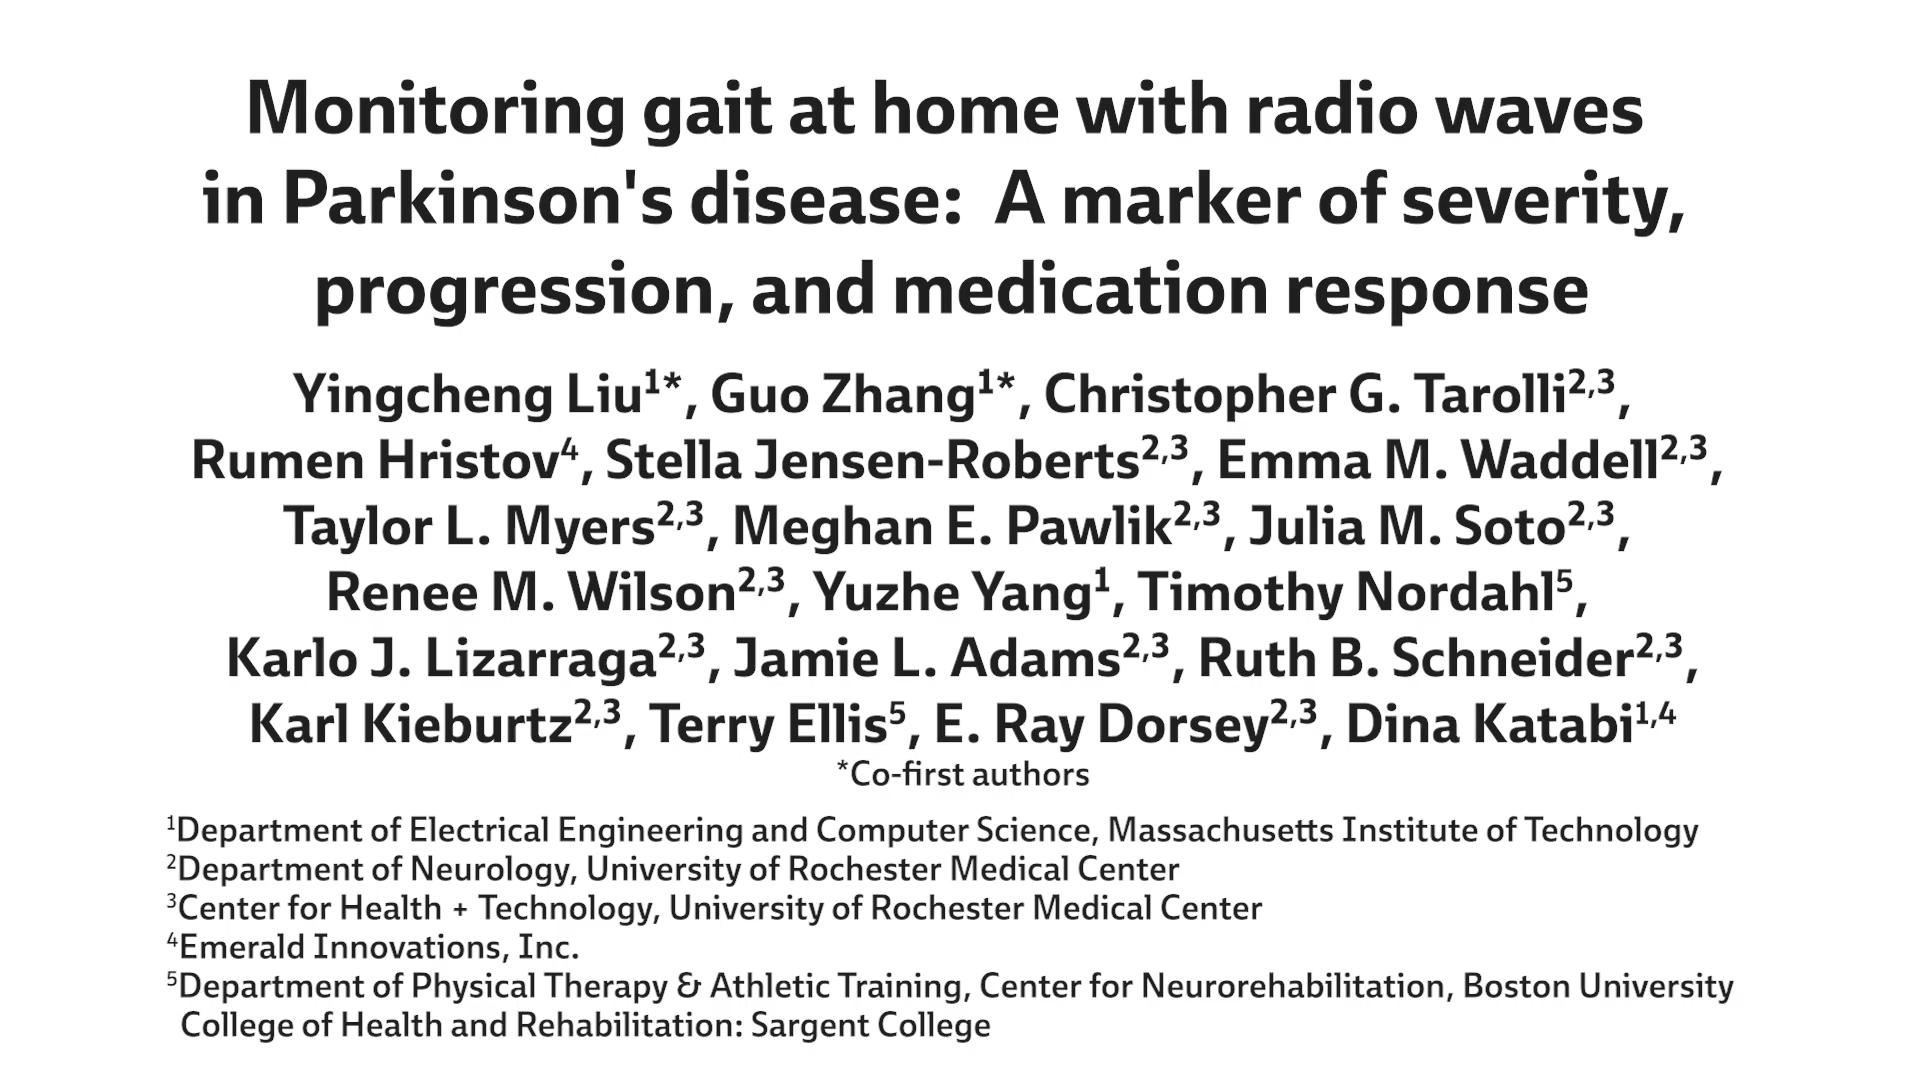 Monitoring gait at home with radio waves
in Parkinson's disease: A marker of severity,
progression, and medication response
Yingcheng Liu¹*, Guo Zhang¹*, Christopher G. Tarolli²,³,
Rumen Hristov⁴, Stella Jensen-Roberts²,³, Emma M. Waddell²,³,
Taylor L. Myers²,³, Meghan E. Pawlik²,³, Julia M. Soto²,³,
Renee M. Wilson²,³, Yuzhe Yang¹, Timothy Nordahl⁵,
Karlo J. Lizarraga²,³, Jamie L. Adams²,³, Ruth B. Schneider²,³,
Karl Kieburtz²,³, Terry Ellis⁵, E. Ray Dorsey²,³, Dina Katabi¹,⁴
*Co-first authors
¹Department of Electrical Engineering and Computer Science, Massachusetts Institute of Technology
²Department of Neurology, University of Rochester Medical Center
³Center for Health + Technology, University of Rochester Medical Center
⁴Emerald Innovations, Inc.
⁵Department of Physical Therapy & Athletic Training, Center for Neurorehabilitation, Boston University
College of Health and Rehabilitation: Sargent College